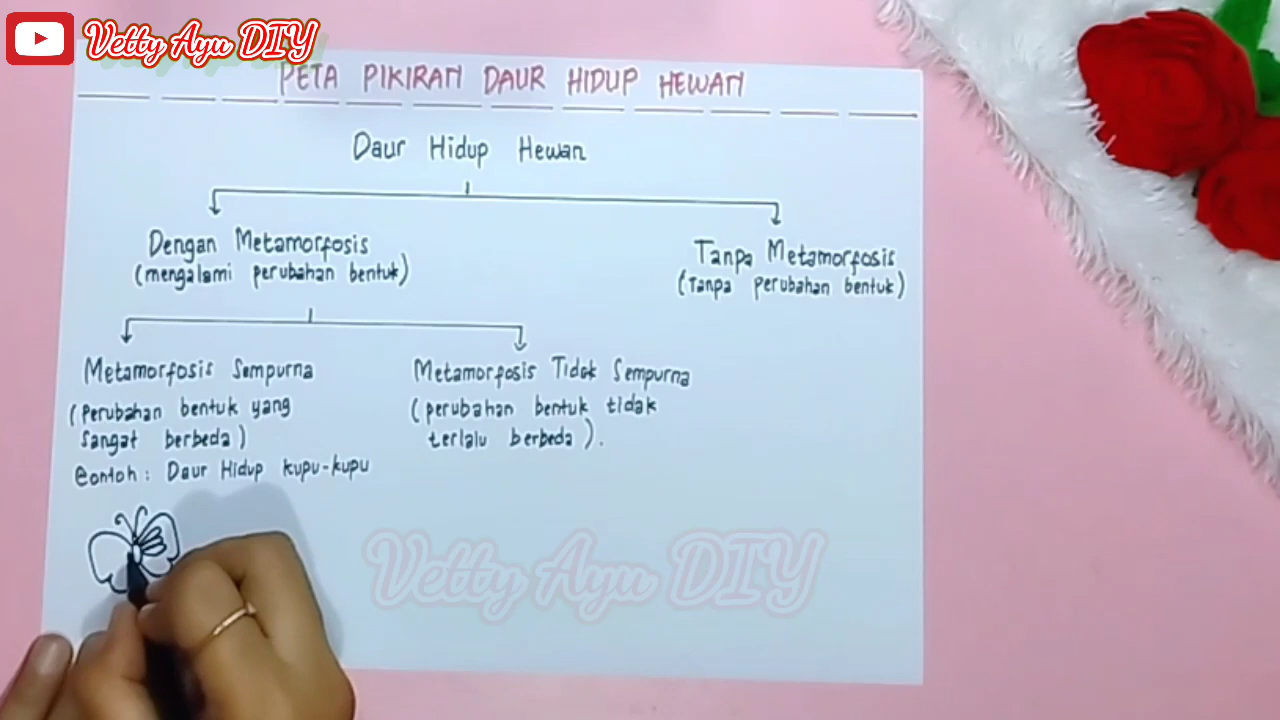 Vetty Ayu DIY
PETA PIKIRAN DAUR HIDUP HEWAN
Daur Hidup Hewan
Dengan Metamorfosis
(mengalami perubahan bentuk)
Tanpa Metamorfosis
(Tanpa perubahan bentuk)
Metamorfosis Sempurna
(Perubahan bentuk yang
Sangat berbeda)
Contoh : Daur Hidup kupu-kupu
Metamorfosis Tidak Sempurna
(perubahan bentuk tidak
terlalu berbeda).
Vetty Ayu DIY